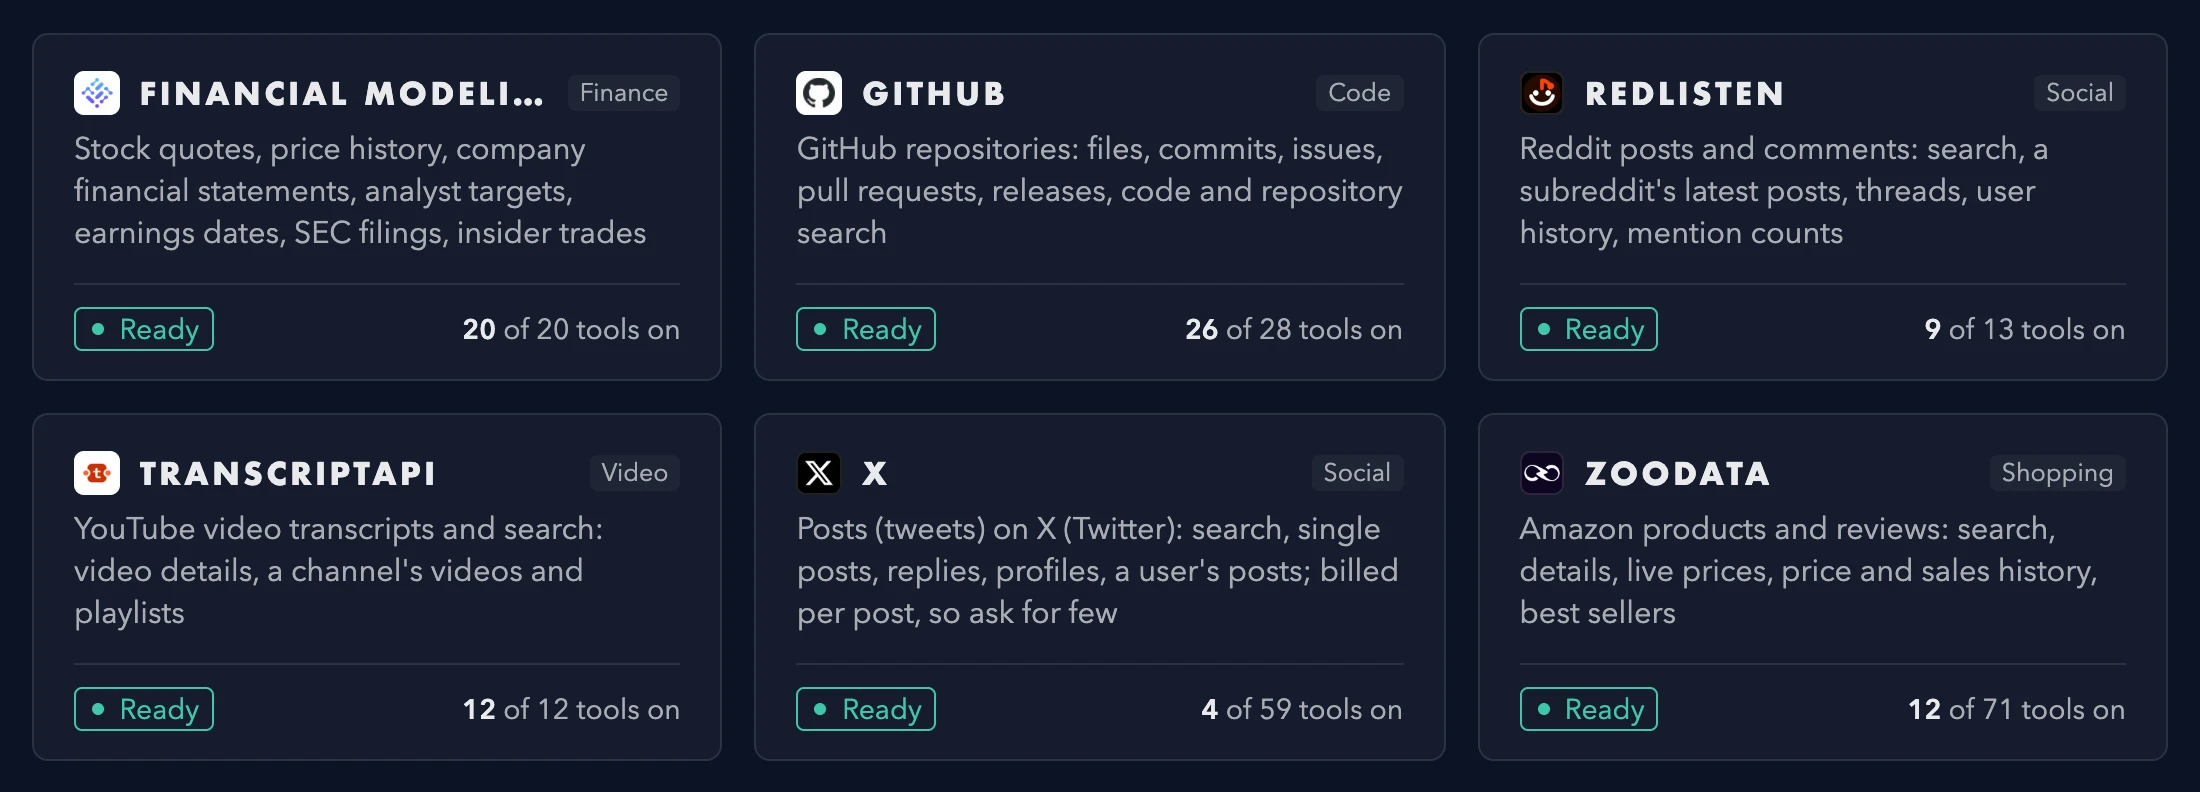 FINANCIAL MODELI... Finance
Stock quotes, price history, company
financial statements, analyst targets,
earnings dates, SEC filings, insider trades
Ready 20 of 20 tools on
GITHUB Code
GitHub repositories: files, commits, issues,
pull requests, releases, code and repository
search
Ready 26 of 28 tools on
REDLISTEN Social
Reddit posts and comments: search, a
subreddit's latest posts, threads, user
history, mention counts
Ready 9 of 13 tools on
TRANSCRIPTAPI Video
YouTube video transcripts and search:
video details, a channel's videos and
playlists
Ready 12 of 12 tools on
X Social
Posts (tweets) on X (Twitter): search, single
posts, replies, profiles, a user's posts; billed
per post, so ask for few
Ready 4 of 59 tools on
ZOODATA Shopping
Amazon products and reviews: search,
details, live prices, price and sales history,
best sellers
Ready 12 of 71 tools on